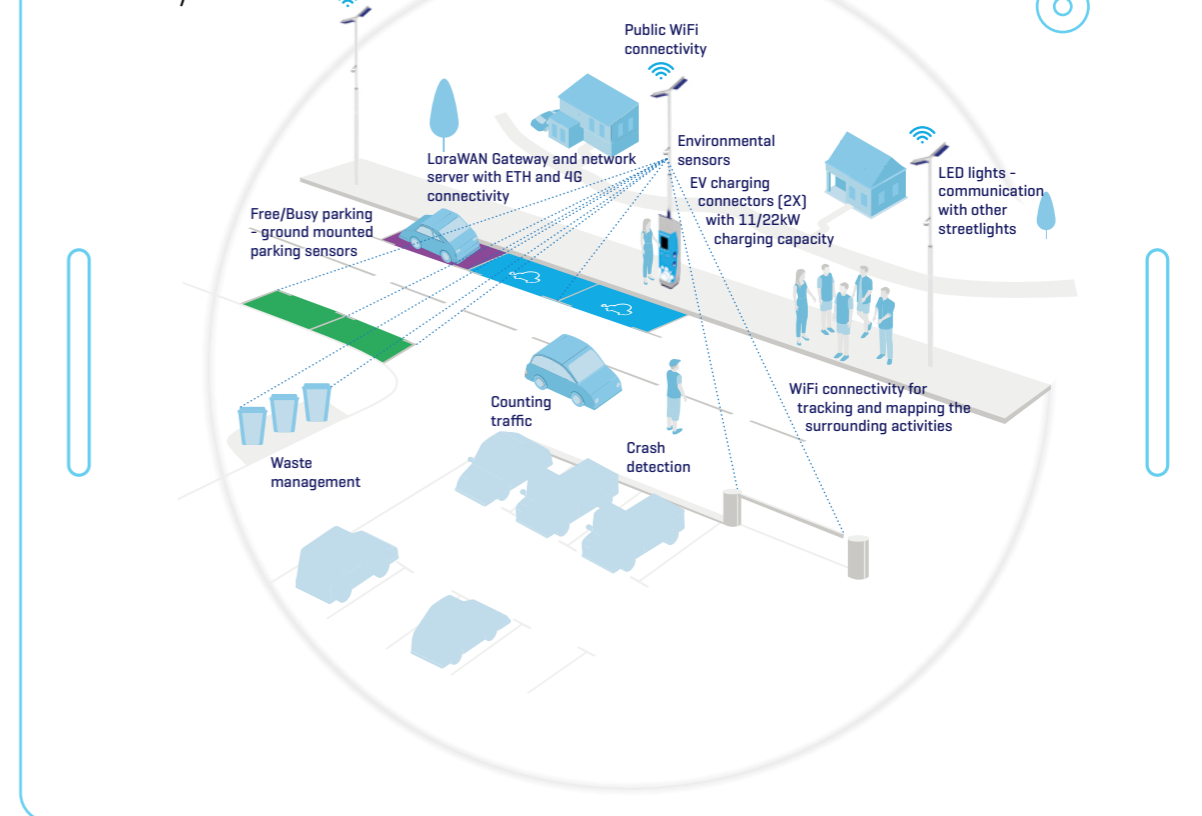 Public WiFi
connectivity
Environmental
sensors
LoraWAN Gateway and network
server with ETH and 4G
connectivity
EV charging
connectors (2X)
with 11/22kW
charging capacity
LED lights -
communication
with other
streetlights
Free/Busy parking
- ground mounted
parking sensors
WiFi connectivity for
tracking and mapping the
surrounding activities
Counting
traffic
Crash
detection
Waste
management